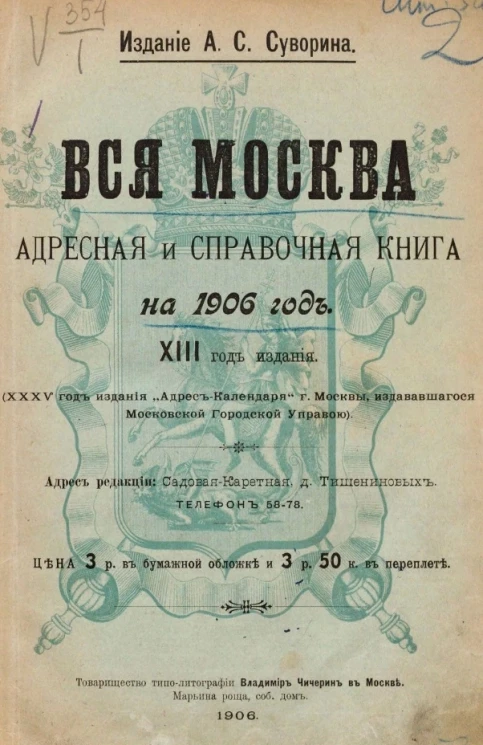 V 354
I
2
Изданіе А. С. Суворина.
ВСЯ МОСКВА
АДРЕСНАЯ и СПРАВОЧНАЯ КНИГА
на 1906 годъ.
XIII годъ изданія.
(XXXV годъ изданія „Адресъ-Календаря" г. Москвы, издававшагося
Московской Городской Управою).
Адресъ редакціи: Садовая-Каретная, д. Тишениновыхъ.
ТЕЛЕФОНЪ 58-78.
ЦѢНА 3 р. въ бумажной обложкѣ и 3 р. 50 к. въ переплетѣ.
Товарищество типо-литографіи Владиміръ Чичеринъ въ Москвѣ.
Марьина роща, соб. домъ.
1906.